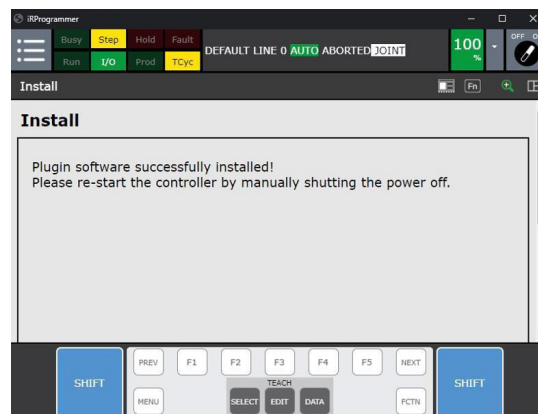 iRProgrammer
Busy Step Hold Fault
Run I/O Prod TCyc
DEFAULT LINE 0 AUTO ABORTED JOINT
100
%
OFF
Install
Fn
Install
Plugin software successfully installed!
Please re-start the controller by manually shutting the power off.
SHIFT
PREV F1 F2 F3 F4 F5 NEXT
TEACH
MENU SELECT EDIT DATA FCTN
SHIFT